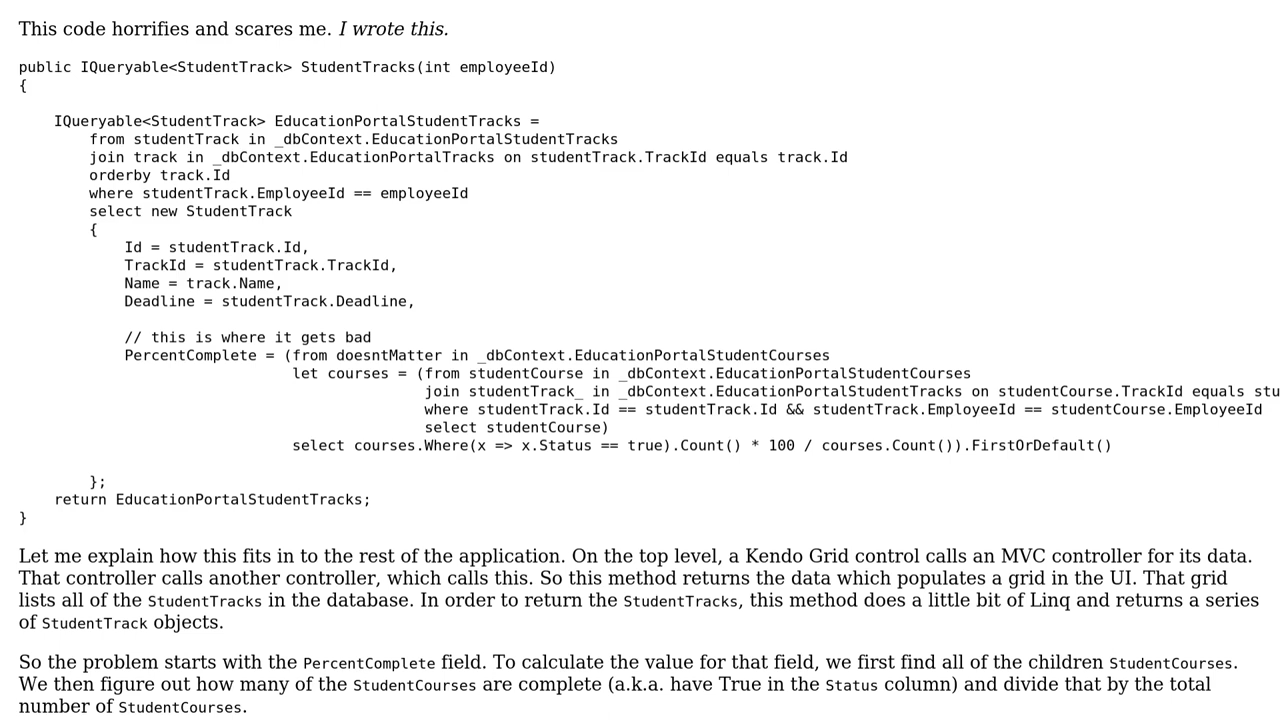 This code horrifies and scares me. I wrote this.
public IQueryable<StudentTrack> StudentTracks(int employeeId)
{
IQueryable<StudentTrack> EducationPortalStudentTracks =
from studentTrack in _dbContext.EducationPortalStudentTracks
join track in _dbContext.EducationPortalTracks on studentTrack.TrackId equals track.Id
orderby track.Id
where studentTrack.EmployeeId == employeeId
select new StudentTrack
{
Id = studentTrack.Id,
TrackId = studentTrack.TrackId,
Name = track.Name,
Deadline = studentTrack.Deadline,
// this is where it gets bad
PercentComplete = (from doesntMatter in _dbContext.EducationPortalStudentCourses
let courses = (from studentCourse in _dbContext.EducationPortalStudentCourses
join studentTrack_ in _dbContext.EducationPortalStudentTracks on studentCourse.TrackId equals stu
where studentTrack.Id == studentTrack.Id && studentTrack.EmployeeId == studentCourse.EmployeeId
select studentCourse)
select courses.Where(x => x.Status == true).Count() * 100 / courses.Count()).FirstOrDefault()
};
return EducationPortalStudentTracks;
}
Let me explain how this fits in to the rest of the application. On the top level, a Kendo Grid control calls an MVC controller for its data.
That controller calls another controller, which calls this. So this method returns the data which populates a grid in the UI. That grid
lists all of the StudentTracks in the database. In order to return the StudentTracks, this method does a little bit of Linq and returns a series
of StudentTrack objects.
So the problem starts with the PercentComplete field. To calculate the value for that field, we first find all of the children StudentCourses.
We then figure out how many of the StudentCourses are complete (a.k.a. have True in the Status column) and divide that by the total
number of StudentCourses.